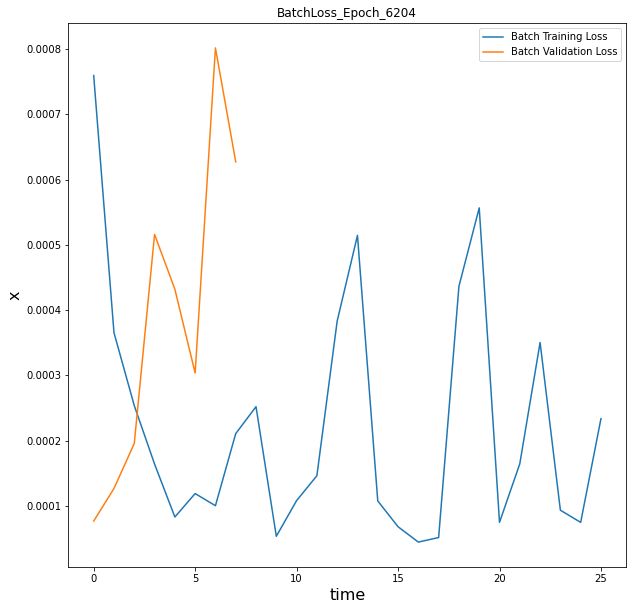 BatchLoss_Epoch_6204
Batch Training Loss
Batch Validation Loss
0.0008
0.0007
0.0006
0.0005
0.0004
0.0003
0.0002
0.0001
x
0 5 10 15 20 25
time